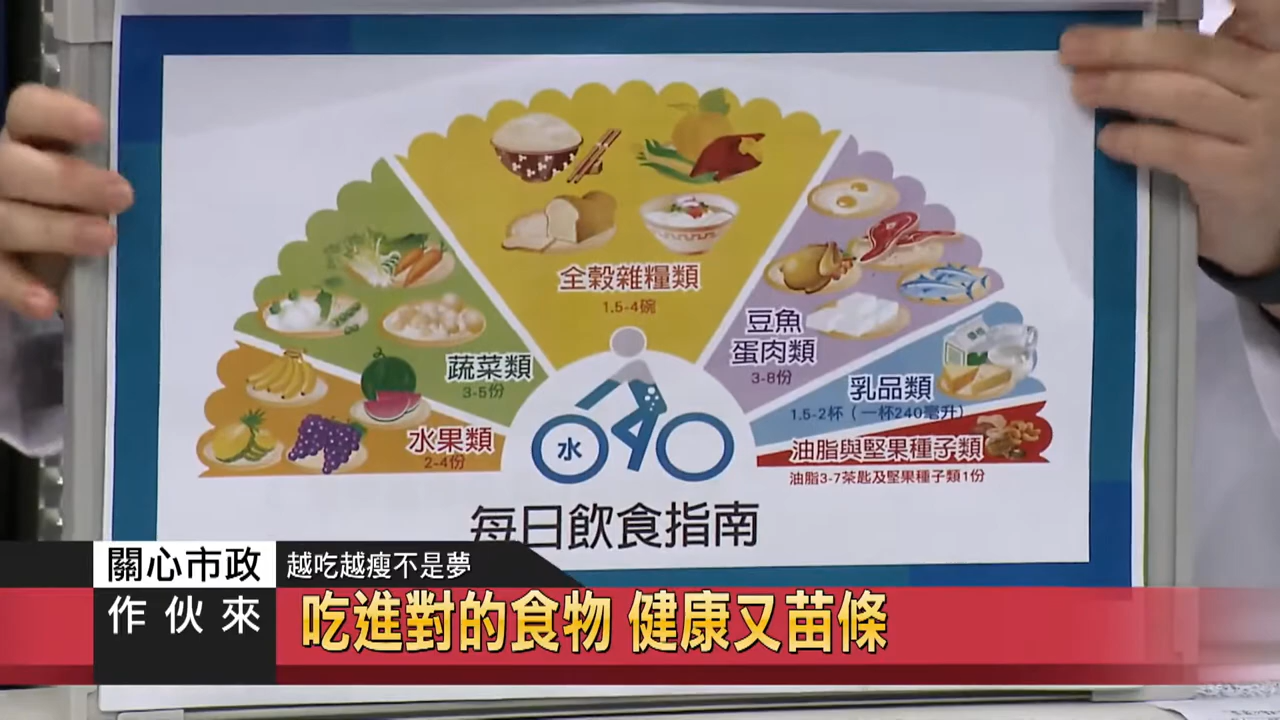 全穀雜糧類
1.5-4碗
豆魚
蛋肉類
3-8份
蔬菜類
3-5份
乳品類
1.5-2杯（一杯240毫升）
水果類
2-4份
油脂與堅果種子類
油脂3-7茶匙及堅果種子類1份
水
每日飲食指南
關心市政
作伙來
越吃越瘦不是夢
吃進對的食物 健康又苗條